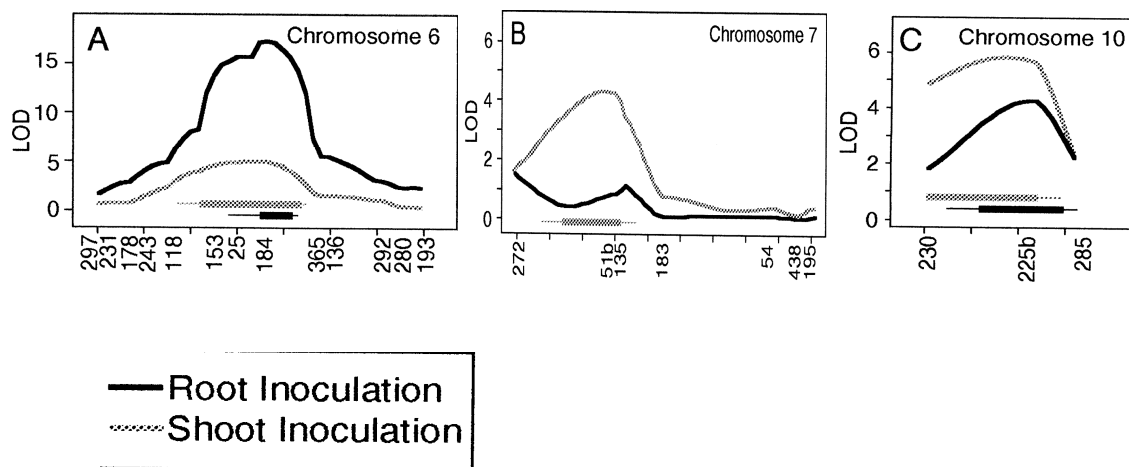 A
Chromosome 6
LOD
15
10
5
0
297
231
178
243
118
153
25
184
365
136
292
280
193
B
Chromosome 7
LOD
6
4
2
0
272
51b
135
183
54
438
195
C
Chromosome 10
LOD
6
4
2
0
230
225b
285
Root Inoculation
Shoot Inoculation